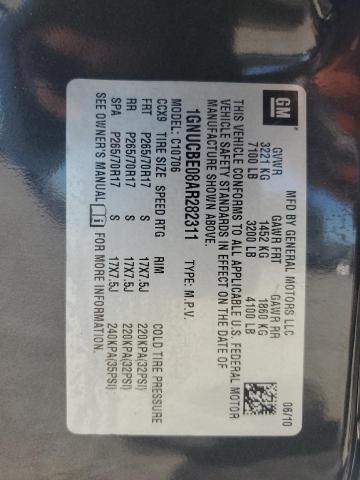 GM
MFD BY GENERAL MOTORS LLC 06/10
GVWR GAWR FRT GAWR RR
3221 KG 1452 KG 1860 KG
7100 LB 3200 LB 4100 LB
THIS VEHICLE CONFORMS TO ALL APPLICABLE U.S. FEDERAL MOTOR
VEHICLE SAFETY STANDARDS IN EFFECT ON THE DATE OF
MANUFACTURE SHOWN ABOVE.
1GNUCBE08AR282311 TYPE: M.P.V.
MODEL: C10706
CCX9 TIRE SIZE SPEED RTG RIM COLD TIRE PRESSURE
FRT P265/70R17 S 17X7.5J 220KPA(32PSI)
RR P265/70R17 S 17X7.5J 220KPA(32PSI)
SPA P265/70R17 S 17X7.5J 240KPA(35PSI)
SEE OWNER'S MANUAL i FOR MORE INFORMATION.